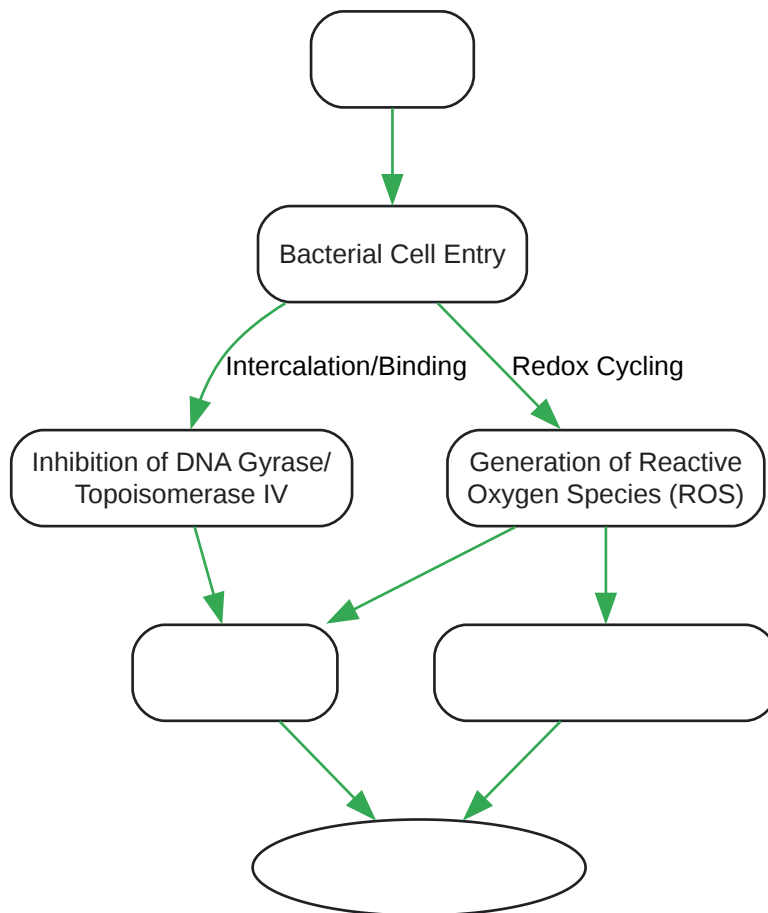 Bacterial Cell Entry
Intercalation/Binding
Redox Cycling
Inhibition of DNA Gyrase/
Topoisomerase IV
Generation of Reactive
Oxygen Species (ROS)